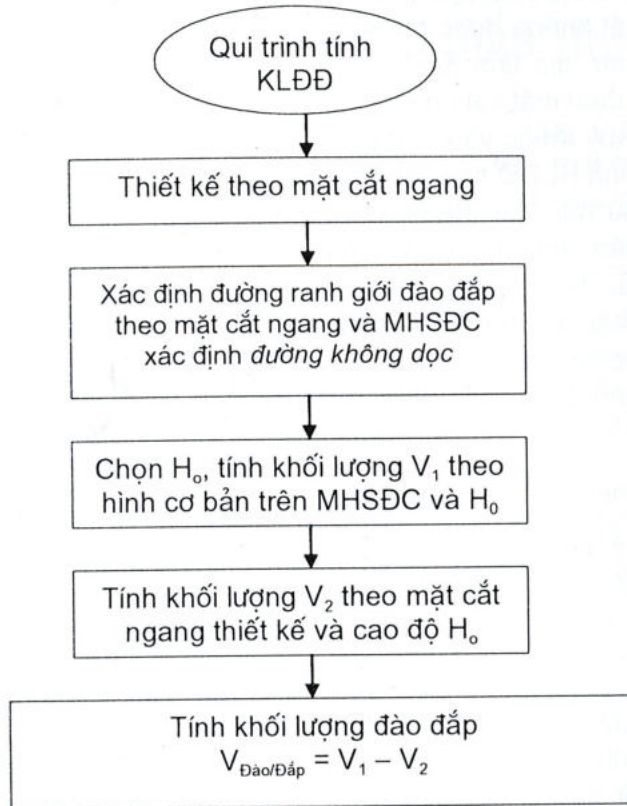 Qui trình tính
KLĐĐ
Thiết kế theo mặt cắt ngang
Xác định đường ranh giới đào đắp
theo mặt cắt ngang và MHSĐC
xác định đường không dọc
Chọn Hₒ, tính khối lượng V₁ theo
hình cơ bản trên MHSĐC và H₀
Tính khối lượng V₂ theo mặt cắt
ngang thiết kế và cao độ Hₒ
Tính khối lượng đào đắp
V Đào/Đắp = V₁ – V₂